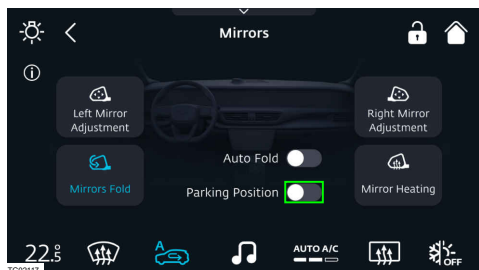 Mirrors
Left Mirror
Adjustment
Right Mirror
Adjustment
Auto Fold
Mirrors Fold
Parking Position
Mirror Heating
22.5°
A
AUTO A/C
OFF